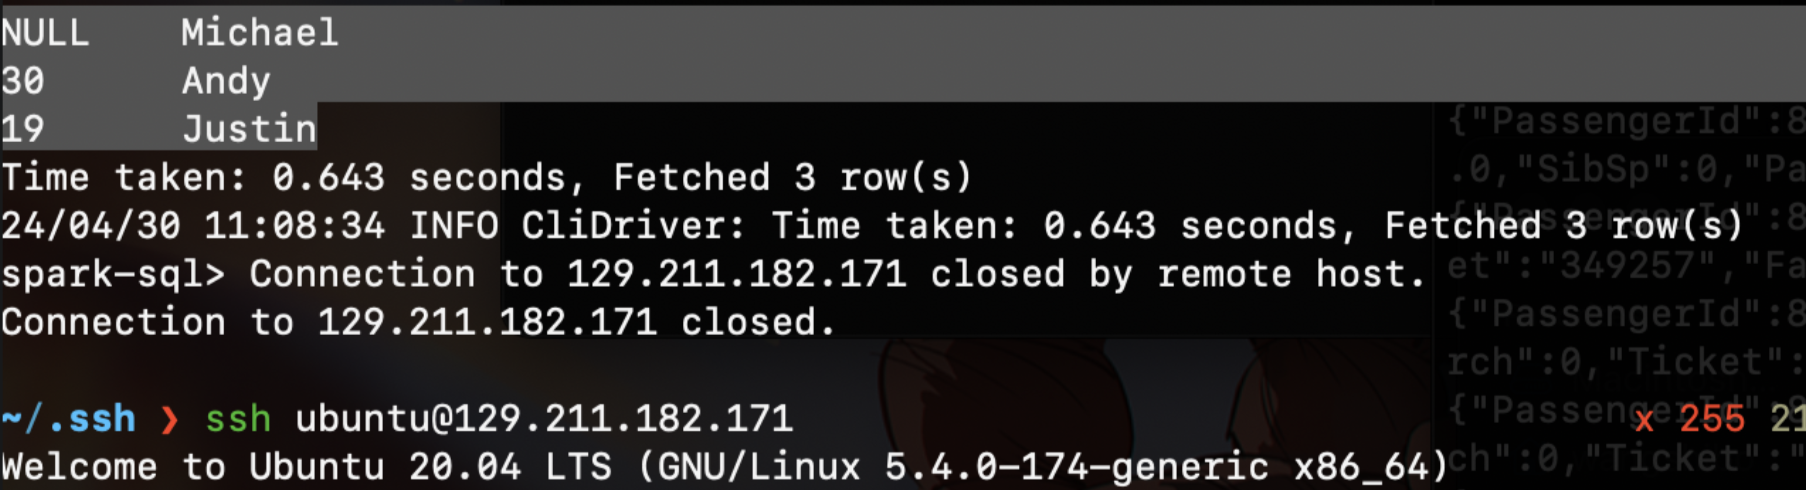 NULL    Michael
30      Andy
19      Justin
Time taken: 0.643 seconds, Fetched 3 row(s)
24/04/30 11:08:34 INFO CliDriver: Time taken: 0.643 seconds, Fetched 3 row(s)
spark-sql> Connection to 129.211.182.171 closed by remote host.
Connection to 129.211.182.171 closed.
~/.ssh ❯ ssh ubuntu@129.211.182.171 x 255 21
Welcome to Ubuntu 20.04 LTS (GNU/Linux 5.4.0-174-generic x86_64)
{"PassengerId":8
.0,"SibSp":0,"Pa
{"PassengerId":8
et":"349257","Fa
{"PassengerId":8
rch":0,"Ticket":
{"PassengerId":8
ch":0,"Ticket":"